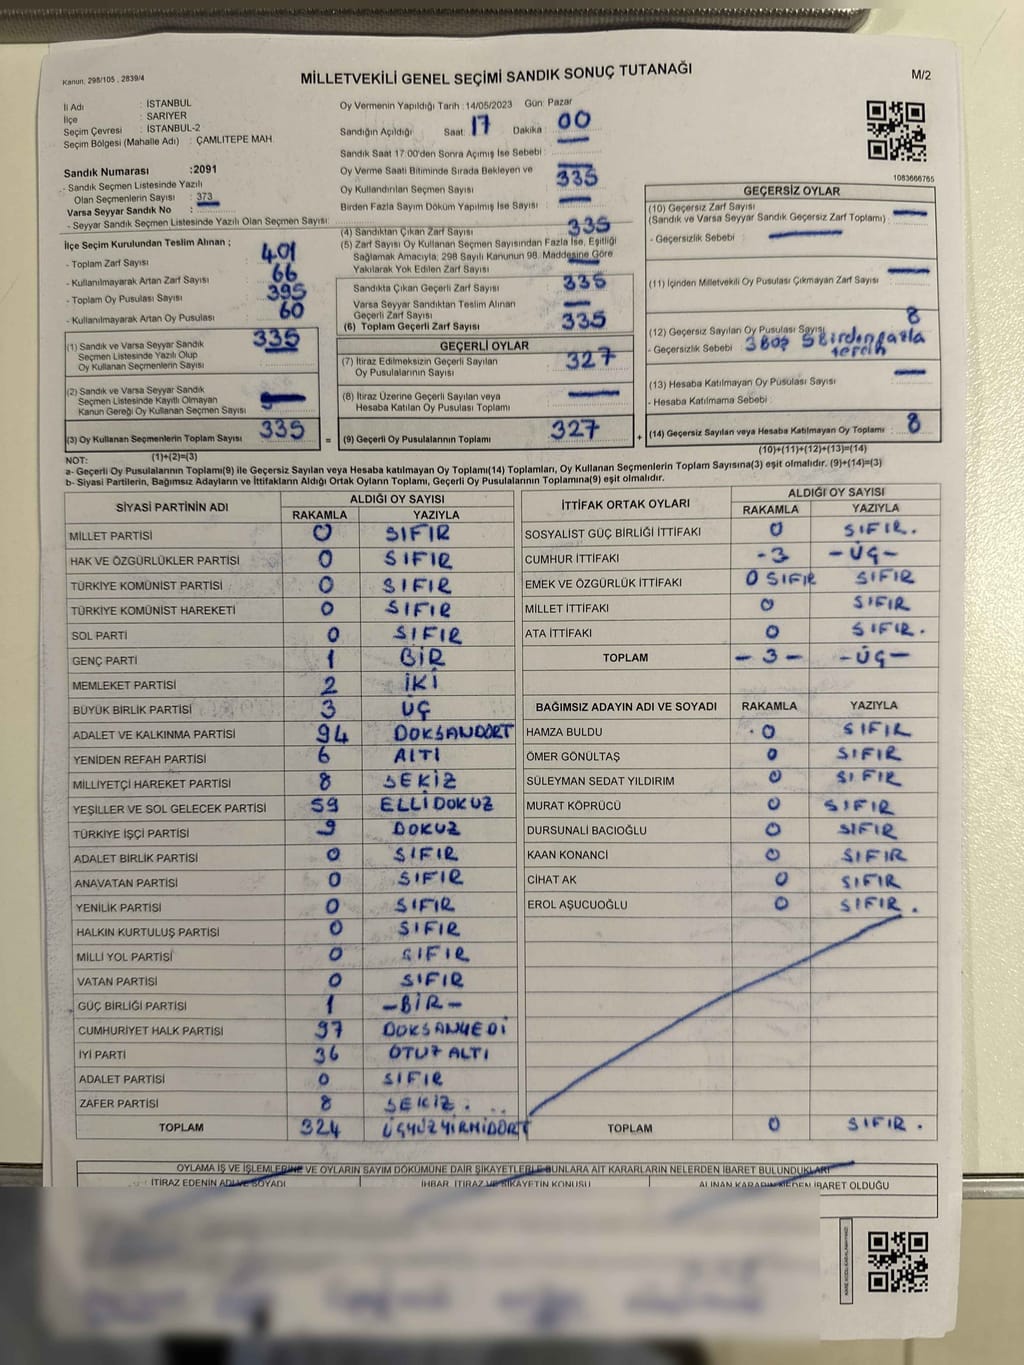 Kanun, 298/105 , 2839/4
MİLLETVEKİLİ GENEL SEÇİMİ SANDIK SONUÇ TUTANAĞI
M/2
İl Adı : İSTANBUL
İlçe : SARIYER
Seçim Çevresi : İSTANBUL-2
Seçim Bölgesi (Mahalle Adı) : ÇAMLITEPE MAH
Sandık Numarası :2091
- Sandık Seçmen Listesinde Yazılı
Olan Seçmenlerin Sayısı : 373
Varsa Seyyar Sandık No :
- Seyyar Sandık Seçmen Listesinde Yazılı Olan Seçmen Sayısı:
Oy Vermenin Yapıldığı Tarih : 14/05/2023 Gün: Pazar
Sandığın Açıldığı Saat: 17 Dakika : 00
Sandık Saat 17:00'den Sonra Açılmış İse Sebebi :
Oy Verme Saati Bitiminde Sırada Bekleyen ve
Oy Kullandırılan Seçmen Sayısı : 335
Birden Fazla Sayım Döküm Yapılmış İse Sayısı :
1083666765
İlçe Seçim Kurulundan Teslim Alınan ;
- Toplam Zarf Sayısı : 401
- Kullanılmayarak Artan Zarf Sayısı : 66
- Toplam Oy Pusulası Sayısı : 395
- Kullanılmayarak Artan Oy Pusulası : 60
(1) Sandık ve Varsa Seyyar Sandık 335
Seçmen Listesinde Yazılı Olup
Oy Kullanan Seçmenlerin Sayısı
(2) Sandık ve Varsa Seyyar Sandık
Seçmen Listesinde Kayıtlı Olmayan
Kanun Gereği Oy Kullanan Seçmen Sayısı
(3) Oy Kullanan Seçmenlerin Toplam Sayısı 335
(1)+(2)=(3)
(4) Sandıktan Çıkan Zarf Sayısı : 335
(5) Zarf Sayısı Oy Kullanan Seçmen Sayısından Fazla İse, Eşitliği
Sağlamak Amacıyla, 298 Sayılı Kanunun 98. Maddesine Göre
Yakılarak Yok Edilen Zarf Sayısı :
Sandıkta Çıkan Geçerli Zarf Sayısı : 335
Varsa Seyyar Sandıktan Teslim Alınan
Geçerli Zarf Sayısı :
(6) Toplam Geçerli Zarf Sayısı : 335
GEÇERLİ OYLAR
(7) İtiraz Edilmeksizin Geçerli Sayılan : 327
Oy Pusulalarının Sayısı
(8) İtiraz Üzerine Geçerli Sayılan veya
Hesaba Katılan Oy Pusulası Toplamı
= (9) Geçerli Oy Pusulalarının Toplamı 327 +
GEÇERSİZ OYLAR
(10) Geçersiz Zarf Sayısı
(Sandık ve Varsa Seyyar Sandık Geçersiz Zarf Toplamı) :
- Geçersizlik Sebebi :
(11) İçinden Milletvekili Oy Pusulası Çıkmayan Zarf Sayısı :
(12) Geçersiz Sayılan Oy Pusulası Sayısı 8
- Geçersizlik Sebebi : 3 BOŞ 5 Birden fazla
tercih
(13) Hesaba Katılmayan Oy Pusulası Sayısı
- Hesaba Katılmama Sebebi :
(14) Geçersiz Sayılan veya Hesaba Katılmayan Oy Toplamı : 8
(10)+(11)+(12)+(13)=(14)
NOT:
a- Geçerli Oy Pusulalarının Toplamı(9) ile Geçersiz Sayılan veya Hesaba katılmayan Oy Toplamı(14) Toplamları, Oy Kullanan Seçmenlerin Toplam Sayısına(3) eşit olmalıdır. (9)+(14)=(3)
b- Siyasi Partilerin, Bağımsız Adayların ve İttifakların Aldığı Ortak Oyların Toplamı, Geçerli Oy Pusulalarının Toplamına(9) eşit olmalıdır.
SİYASİ PARTİNİN ADI ALDIĞI OY SAYISI
RAKAMLA YAZIYLA
MİLLET PARTİSİ 0 SIFIR
HAK VE ÖZGÜRLÜKLER PARTİSİ 0 SIFIR
TÜRKİYE KOMÜNİST PARTİSİ 0 SIFIR
TÜRKİYE KOMÜNİST HAREKETİ 0 SIFIR
SOL PARTİ 0 SIFIR
GENÇ PARTİ 1 BİR
MEMLEKET PARTİSİ 2 İKİ
BÜYÜK BİRLİK PARTİSİ 3 ÜÇ
ADALET VE KALKINMA PARTİSİ 94 DOKSANDÖRT
YENİDEN REFAH PARTİSİ 6 ALTI
MİLLİYETÇİ HAREKET PARTİSİ 8 SEKİZ
YEŞİLLER VE SOL GELECEK PARTİSİ 59 ELLİDOKUZ
TÜRKİYE İŞÇİ PARTİSİ 9 DOKUZ
ADALET BİRLİK PARTİSİ 0 SIFIR
ANAVATAN PARTİSİ 0 SIFIR
YENİLİK PARTİSİ 0 SIFIR
HALKIN KURTULUŞ PARTİSİ 0 SIFIR
MİLLİ YOL PARTİSİ 0 SIFIR
VATAN PARTİSİ 0 SIFIR
GÜÇ BİRLİĞİ PARTİSİ 1 -BİR-
CUMHURİYET HALK PARTİSİ 97 DOKSANYEDİ
İYİ PARTİ 36 OTUZ ALTI
ADALET PARTİSİ 0 SIFIR
ZAFER PARTİSİ 8 SEKİZ .
TOPLAM 324 ÜÇYÜZYİRMİDÖRT
İTTİFAK ORTAK OYLARI ALDIĞI OY SAYISI
RAKAMLA YAZIYLA
SOSYALİST GÜÇ BİRLİĞİ İTTİFAKI 0 SIFIR.
CUMHUR İTTİFAKI -3 -ÜÇ-
EMEK VE ÖZGÜRLÜK İTTİFAKI 0 SIFIR SIFIR
MİLLET İTTİFAKI 0 SIFIR
ATA İTTİFAKI 0 SIFIR.
TOPLAM -3- -ÜÇ-
BAĞIMSIZ ADAYIN ADI VE SOYADI RAKAMLA YAZIYLA
HAMZA BULDU 0 SIFIR
ÖMER GÖNÜLTAŞ 0 SIFIR
SÜLEYMAN SEDAT YILDIRIM 0 SIFIR
MURAT KÖPRÜCÜ 0 SIFIR
DURSUNALİ BACIOĞLU 0 SIFIR
KAAN KONANCİ 0 SIFIR
CİHAT AK 0 SIFIR
EROL AŞUCUOĞLU 0 SIFIR.
TOPLAM 0 SIFIR.
OYLAMA İŞ VE İŞLEMLERİNE VE OYLARIN SAYIM DÖKÜMÜNE DAİR ŞİKAYETLERLE BUNLARA AİT KARARLARIN NELERDEN İBARET BULUNDUKLARI
İTİRAZ EDENİN ADI VE SOYADI İHBAR, İTİRAZ VE ŞİKAYETİN KONUSU ALINAN KARARIN NEDEN İBARET OLDUĞU